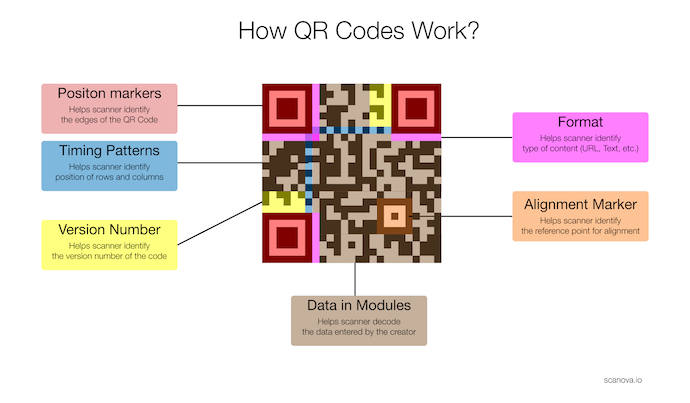 How QR Codes Work?
Positon markers
Helps scanner identify
the edges of the QR Code
Timing Patterns
Helps scanner identify
position of rows and columns
Version Number
Helps scanner identify
the version number of the code
Format
Helps scanner identify
type of content (URL, Text, etc.)
Alignment Marker
Helps scanner identify
the reference point for alignment
Data in Modules
Helps scanner decode
the data entered by the creator
scanova.io